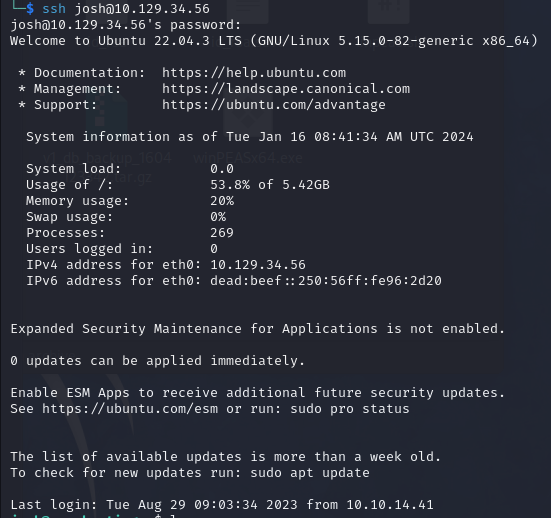 └─$ ssh josh@10.129.34.56
josh@10.129.34.56's password:
Welcome to Ubuntu 22.04.3 LTS (GNU/Linux 5.15.0-82-generic x86_64)
* Documentation:  https://help.ubuntu.com
* Management:     https://landscape.canonical.com
* Support:        https://ubuntu.com/advantage
System information as of Tue Jan 16 08:41:34 AM UTC 2024
System load:           0.0
Usage of /:            53.8% of 5.42GB
Memory usage:          20%
Swap usage:            0%
Processes:             269
Users logged in:       0
IPv4 address for eth0: 10.129.34.56
IPv6 address for eth0: dead:beef::250:56ff:fe96:2d20
Expanded Security Maintenance for Applications is not enabled.
0 updates can be applied immediately.
Enable ESM Apps to receive additional future security updates.
See https://ubuntu.com/esm or run: sudo pro status
The list of available updates is more than a week old.
To check for new updates run: sudo apt update
Last login: Tue Aug 29 09:03:34 2023 from 10.10.14.41